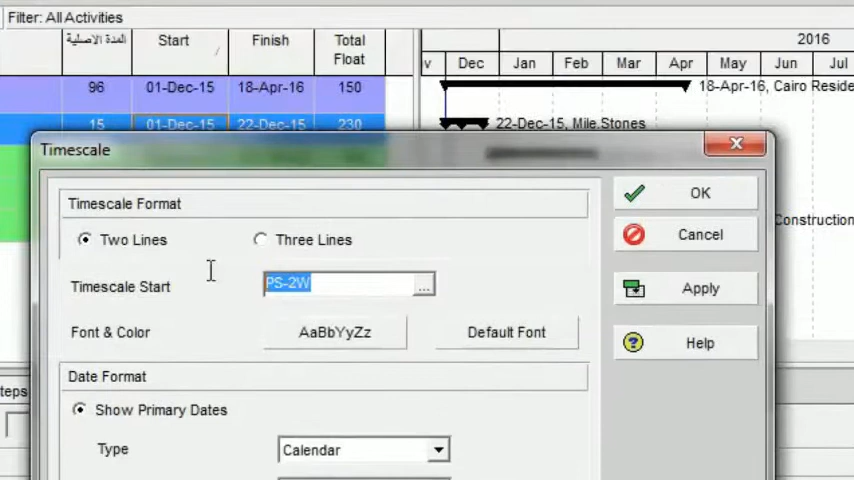 Filter: All Activities
المدة الاصلية Start Finish Total Float
2016
v Dec Jan Feb Mar Apr May Jun Jul
96 01-Dec-15 18-Apr-16 150
18-Apr-16, Cairo Reside
15 01-Dec-15 22-Dec-15 230
22-Dec-15, Mile.Stones
Construction
Timescale
Timescale Format
Two Lines Three Lines
Timescale Start PS-2W ...
Font & Color AaBbYyZz Default Font
Date Format
Show Primary Dates
Type Calendar
OK
Cancel
Apply
Help
teps